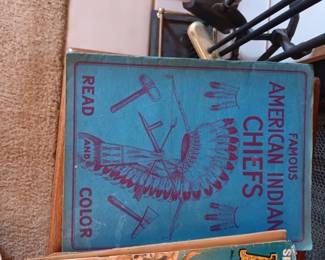 FAMOUS
AMERICAN INDIAN
CHIEFS
READ AND COLOR